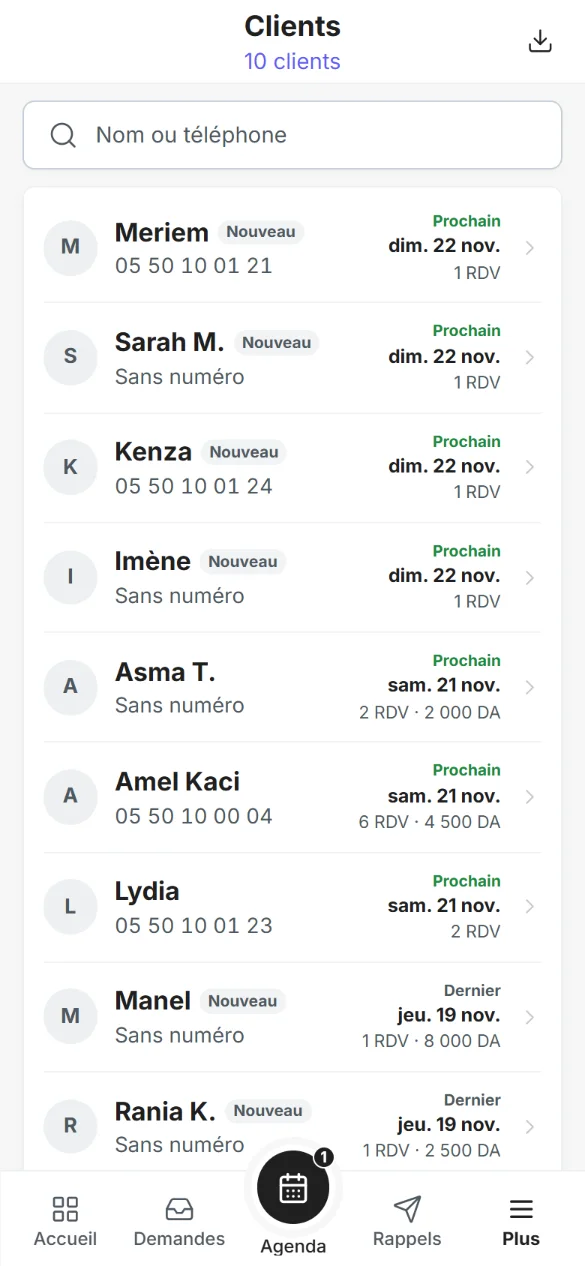 Clients
10 clients
Nom ou téléphone
M
Meriem Nouveau
05 50 10 01 21
Prochain
dim. 22 nov.
1 RDV
S
Sarah M. Nouveau
Sans numéro
Prochain
dim. 22 nov.
1 RDV
K
Kenza Nouveau
05 50 10 01 24
Prochain
dim. 22 nov.
1 RDV
I
Imène Nouveau
Sans numéro
Prochain
dim. 22 nov.
1 RDV
A
Asma T.
Sans numéro
Prochain
sam. 21 nov.
2 RDV · 2 000 DA
A
Amel Kaci
05 50 10 00 04
Prochain
sam. 21 nov.
6 RDV · 4 500 DA
L
Lydia
05 50 10 01 23
Prochain
sam. 21 nov.
2 RDV
M
Manel Nouveau
Sans numéro
Dernier
jeu. 19 nov.
1 RDV · 8 000 DA
R
Rania K. Nouveau
Sans numéro
Dernier
jeu. 19 nov.
1 RDV · 2 500 DA
Accueil
Demandes
1
Agenda
Rappels
Plus